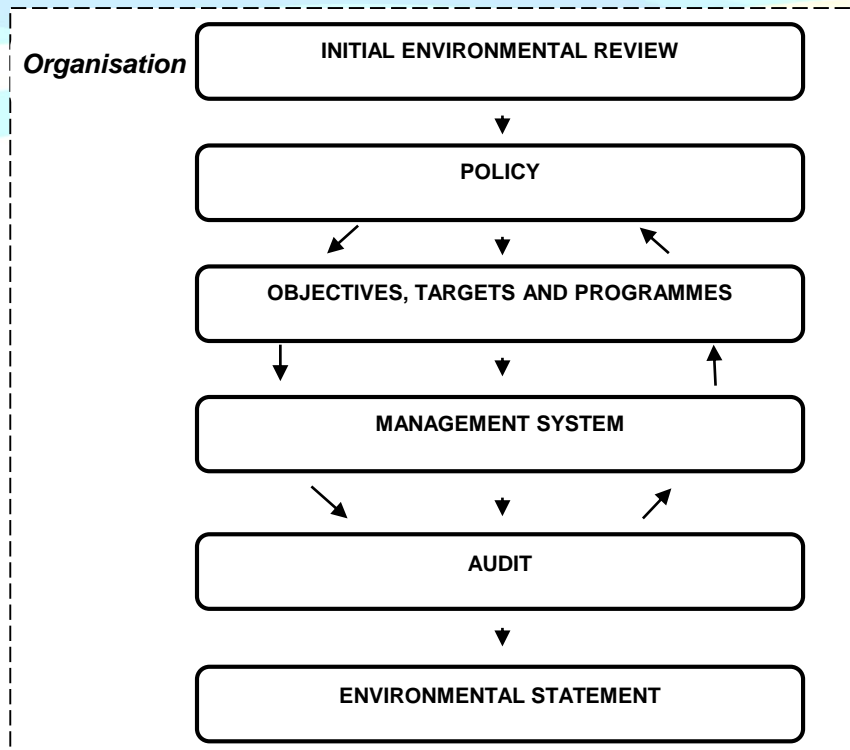 Organisation
INITIAL ENVIRONMENTAL REVIEW
POLICY
OBJECTIVES, TARGETS AND PROGRAMMES
MANAGEMENT SYSTEM
AUDIT
ENVIRONMENTAL STATEMENT